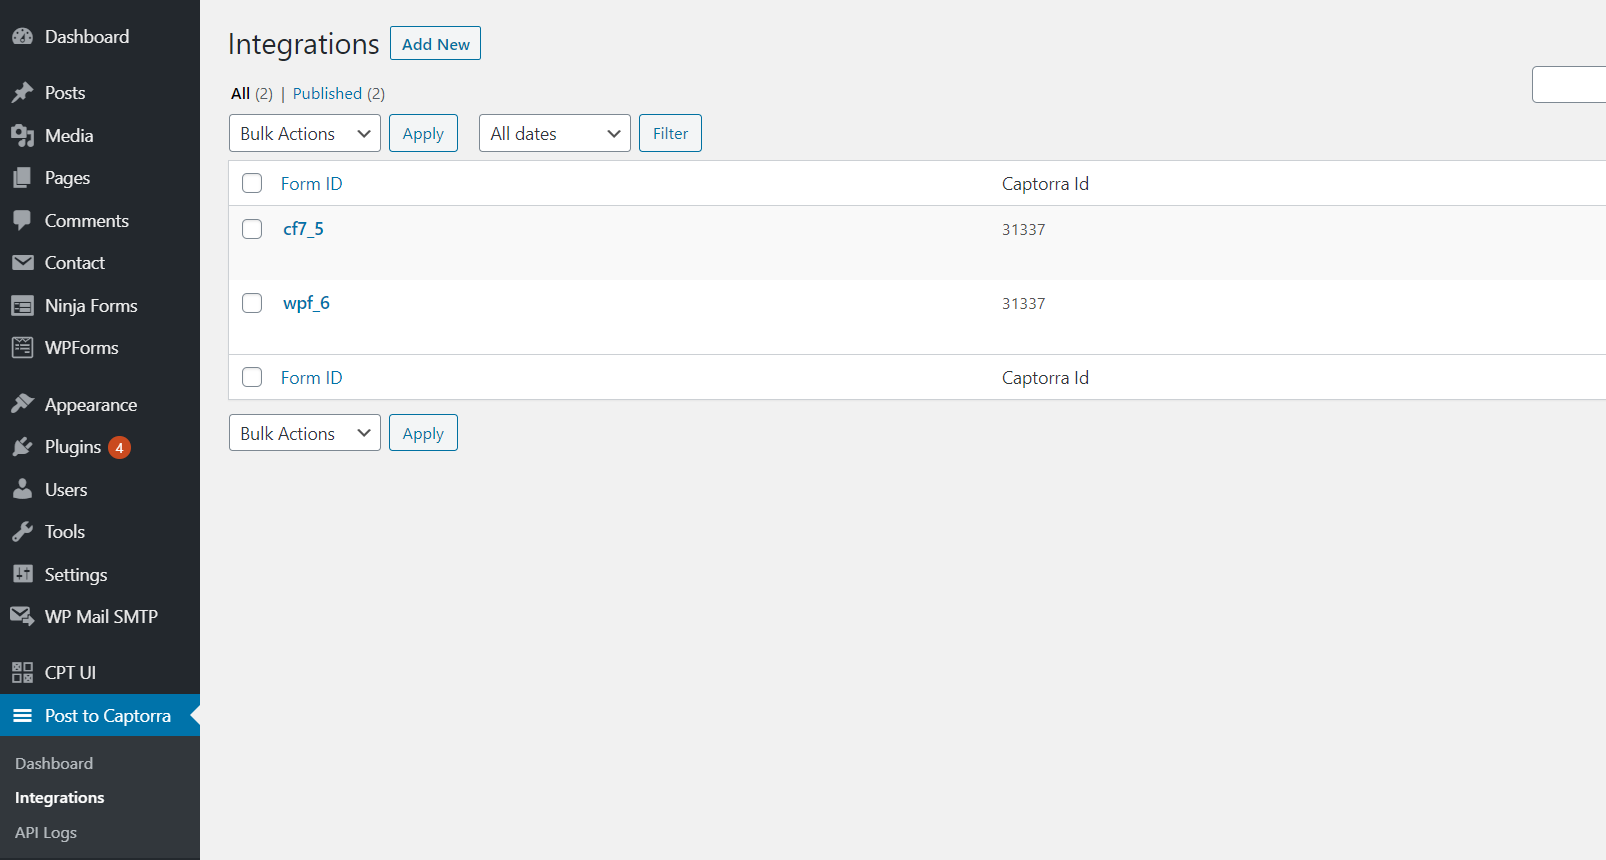 Dashboard
Posts
Media
Pages
Comments
Contact
Ninja Forms
WPForms
Appearance
Plugins 4
Users
Tools
Settings
WP Mail SMTP
CPT UI
Post to Captorra
Dashboard
Integrations
API Logs
Integrations Add New
All (2) | Published (2)
Bulk Actions Apply All dates Filter
Form ID Captorra Id
cf7_5 31337
wpf_6 31337
Form ID Captorra Id
Bulk Actions Apply